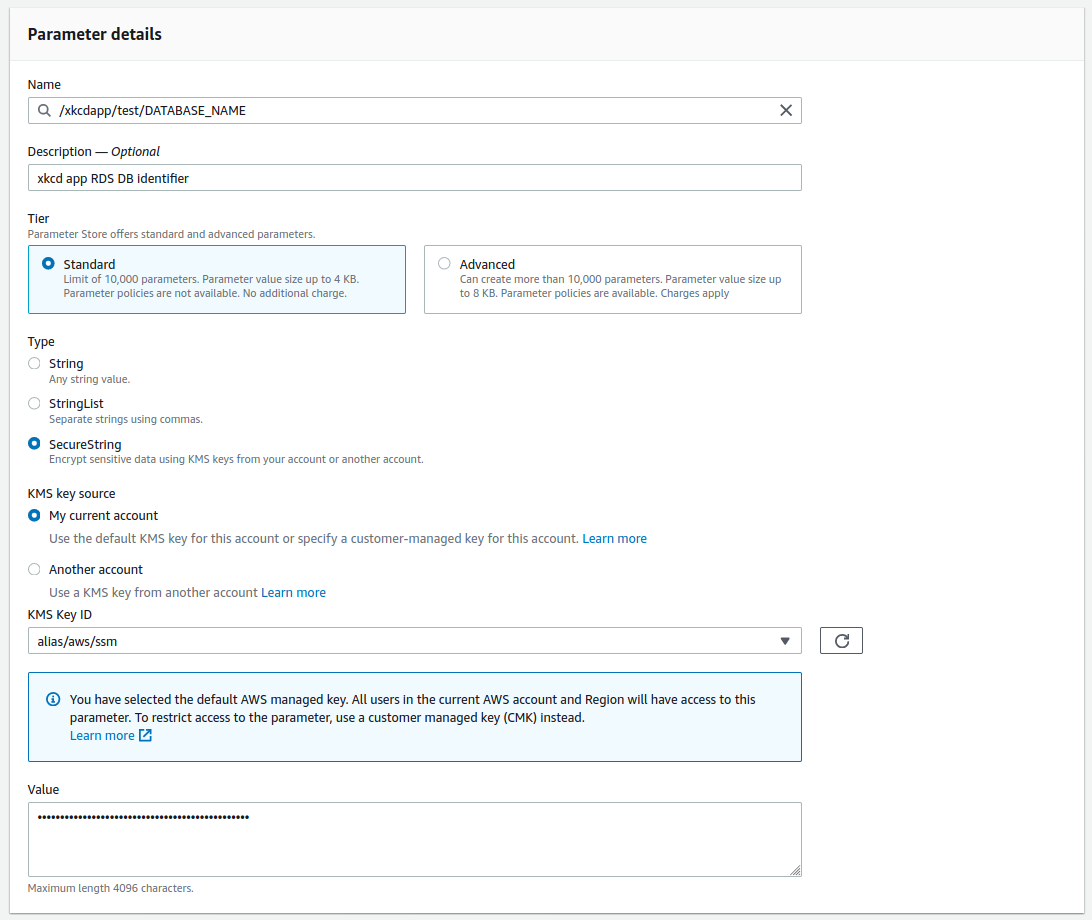 Parameter details
Name
/xkcdapp/test/DATABASE_NAME
Description — Optional
xkcd app RDS DB identifier
Tier
Parameter Store offers standard and advanced parameters.
Standard
Limit of 10,000 parameters. Parameter value size up to 4 KB.
Parameter policies are not available. No additional charge.
Advanced
Can create more than 10,000 parameters. Parameter value size up
to 8 KB. Parameter policies are available. Charges apply
Type
String
Any string value.
StringList
Separate strings using commas.
SecureString
Encrypt sensitive data using KMS keys from your account or another account.
KMS key source
My current account
Use the default KMS key for this account or specify a customer-managed key for this account. Learn more
Another account
Use a KMS key from another account Learn more
KMS Key ID
alias/aws/ssm
You have selected the default AWS managed key. All users in the current AWS account and Region will have access to this
parameter. To restrict access to the parameter, use a customer managed key (CMK) instead.
Learn more
Value
•••••••••••••••••••••••••••••••••••••••••••••••
Maximum length 4096 characters.